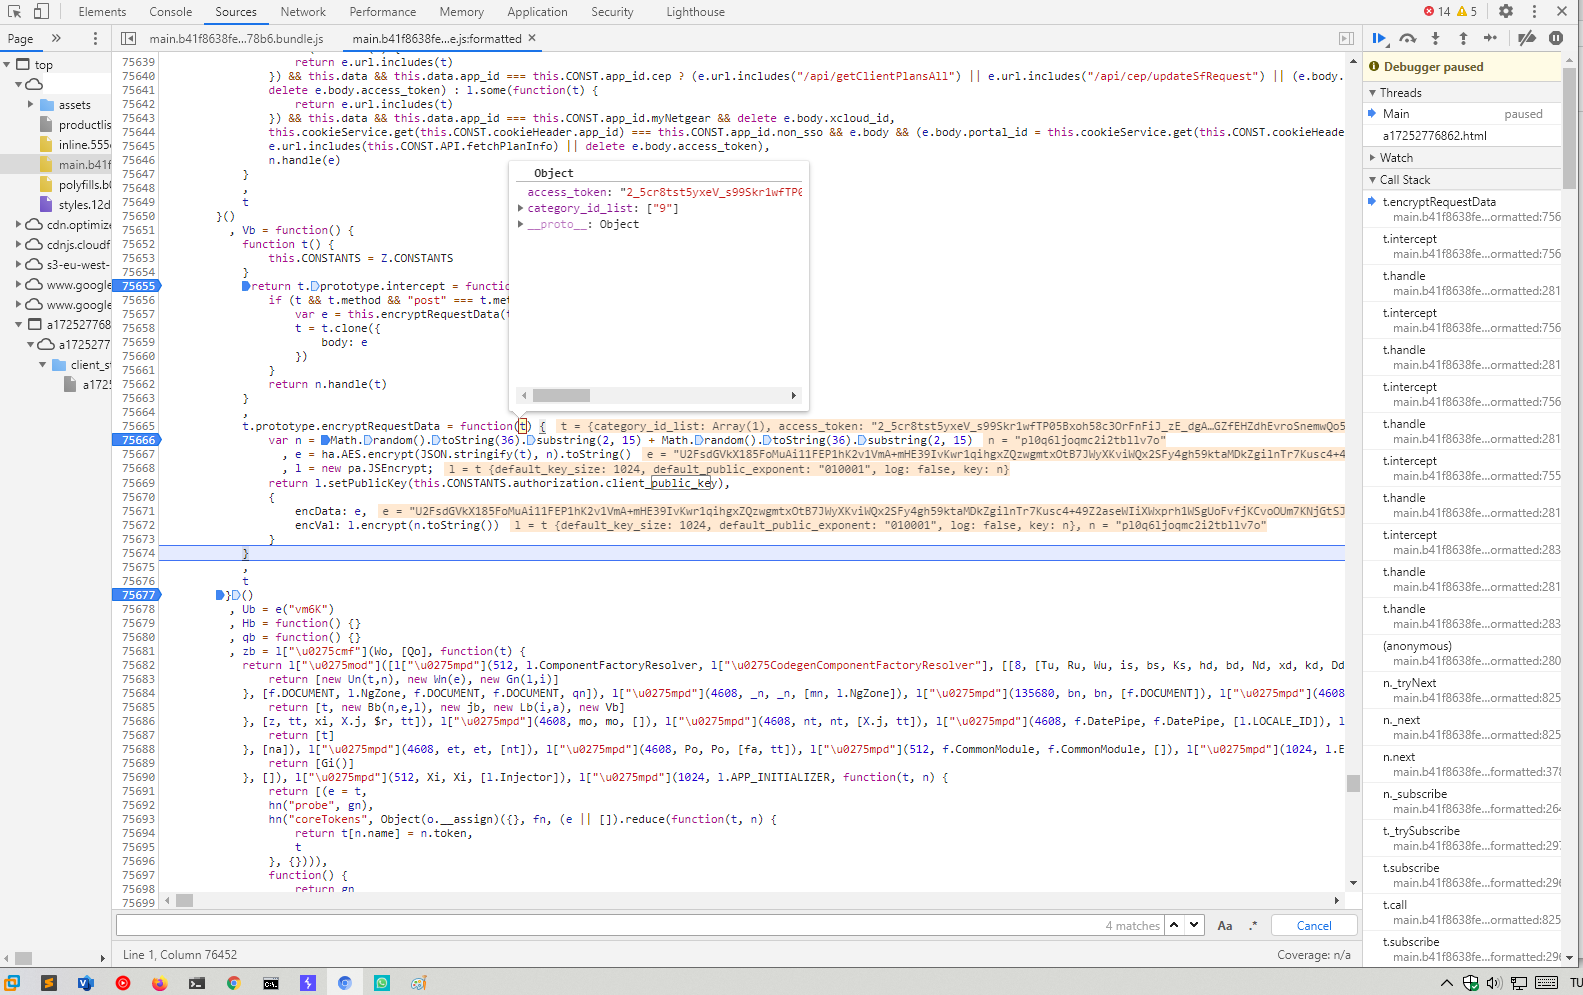 Elements Console Sources Network Performance Memory Application Security Lighthouse 14 5
Page » main.b41f8638fe...78b6.bundle.js main.b41f8638fe...e.js:formatted ×
top
assets
productlis
inline.555
main.b41f
polyfills.b
styles.12d
cdn.optimize
cdnjs.cloudf
s3-eu-west-
www.google
www.google
a172527768
a1725277
client_s
a1725
75639 return e.url.includes(t)
75640 }) && this.data && this.data.app_id === this.CONST.app_id.cep ? (e.url.includes("/api/getClientPlansAll") || e.url.includes("/api/cep/updateSfRequest") || (e.body.
75641 delete e.body.access_token) : l.some(function(t) {
75642 return e.url.includes(t)
75643 }) && this.data && this.data.app_id === this.CONST.app_id.myNetgear && delete e.body.xcloud_id,
75644 this.cookieService.get(this.CONST.cookieHeader.app_id) === this.CONST.app_id.non_sso && e.body && (e.body.portal_id = this.cookieService.get(this.CONST.cookieHeade
75645 e.url.includes(this.CONST.API.fetchPlanInfo) || delete e.body.access_token),
75646 n.handle(e)
75647 }
75648 ,
75649 t
75650 }()
75651 , Vb = function() {
75652 function t() {
75653 this.CONSTANTS = Z.CONSTANTS
75654 }
75655 return t.prototype.intercept = functio
75656 if (t && t.method && "post" === t.met
75657 var e = this.encryptRequestData(t
75658 t = t.clone({
75659 body: e
75660 })
75661 }
75662 return n.handle(t)
75663 }
75664 ,
75665 t.prototype.encryptRequestData = function(t) { t = {category_id_list: Array(1), access_token: "2_5cr8tst5yxeV_s99Skr1wfTP05Bxoh58c3OrFnFiJ_zE_dgA…GZfEHZdhEvroSnemwQo5
75666 var n = Math.random().toString(36).substring(2, 15) + Math.random().toString(36).substring(2, 15) n = "pl0q6ljoqmc2i2tbllv7o"
75667 , e = ha.AES.encrypt(JSON.stringify(t), n).toString()
75668 , l = new pa.JSEncrypt; l = t {default_key_size: 1024, default_public_exponent: "010001", log: false, key: n}
75669 return l.setPublicKey(this.CONSTANTS.authorization.client_public_key),
75670 {
75671 encData: e,
75672 encVal: l.encrypt(n.toString()) l = t {default_key_size: 1024, default_public_exponent: "010001", log: false, key: n}, n = "pl0q6ljoqmc2i2tbllv7o"
75673 }
75674 }
75675 ,
75676 t
75677 }()
75678 , Ub = e("vm6K")
75679 , Hb = function() {}
75680 , qb = function() {}
75681 , zb = l["\u0275cmf"](Wo, [Qo], function(t) {
75682 return l["\u0275mod"]([l["\u0275mpd"](512, l.ComponentFactoryResolver, l["\u0275CodegenComponentFactoryResolver"], [[8, [Tu, Ru, Wu, is, bs, Ks, hd, bd, Nd, xd, kd, Dd
75683 return [new Un(t,n), new Wn(e), new Gn(l,i)]
75684 }, [f.DOCUMENT, l.NgZone, f.DOCUMENT, f.DOCUMENT, qn]), l["\u0275mpd"](4608, _n, _n, [mn, l.NgZone]), l["\u0275mpd"](135680, bn, bn, [f.DOCUMENT]), l["\u0275mpd"](4608
75685 return [t, new Bb(n,e,l), new jb, new Lb(i,a), new Vb]
75686 }, [z, tt, xi, X.j, $r, tt]), l["\u0275mpd"](4608, mo, mo, []), l["\u0275mpd"](4608, nt, nt, [X.j, tt]), l["\u0275mpd"](4608, f.DatePipe, f.DatePipe, [l.LOCALE_ID]), l
75687 return [t]
75688 }, [na]), l["\u0275mpd"](4608, et, et, [nt]), l["\u0275mpd"](4608, Po, Po, [fa, tt]), l["\u0275mpd"](512, f.CommonModule, f.CommonModule, []), l["\u0275mpd"](1024, l.E
75689 return [Gi()]
75690 }, []), l["\u0275mpd"](512, Xi, Xi, [l.Injector]), l["\u0275mpd"](1024, l.APP_INITIALIZER, function(t, n) {
75691 return [(e = t,
75692 hn("probe", gn),
75693 hn("coreTokens", Object(o.__assign)({}, fn, (e || []).reduce(function(t, n) {
75694 return t[n.name] = n.token,
75695 t
75696 }, {}))),
75697 function() {
75698 return gn
75699
Object
access_token: "2_5cr8tst5yxeV_s99Skr1wfTP0
category_id_list: ["9"]
__proto__: Object
4 matches Aa .* Cancel
Line 1, Column 76452 Coverage: n/a
Debugger paused
Threads
Main paused
a17252776862.html
Watch
Call Stack
t.encryptRequestData
main.b41f8638fe...ormatted:756
t.intercept
main.b41f8638fe...ormatted:756
t.handle
main.b41f8638fe...ormatted:281
t.intercept
main.b41f8638fe...ormatted:756
t.handle
main.b41f8638fe...ormatted:281
t.intercept
main.b41f8638fe...ormatted:756
t.handle
main.b41f8638fe...ormatted:281
t.intercept
main.b41f8638fe...ormatted:755
t.handle
main.b41f8638fe...ormatted:281
t.intercept
main.b41f8638fe...ormatted:283
t.handle
main.b41f8638fe...ormatted:281
t.handle
main.b41f8638fe...ormatted:283
(anonymous)
main.b41f8638fe...ormatted:280
n._tryNext
main.b41f8638fe...ormatted:825
n._next
main.b41f8638fe...ormatted:825
n.next
main.b41f8638fe...ormatted:378
n._subscribe
main.b41f8638fe...ormatted:264
t._trySubscribe
main.b41f8638fe...ormatted:297
t.subscribe
main.b41f8638fe...formatted:296
t.call
main.b41f8638fe...ormatted:825
t.subscribe
main.b41f8638fe...formatted:296
TU